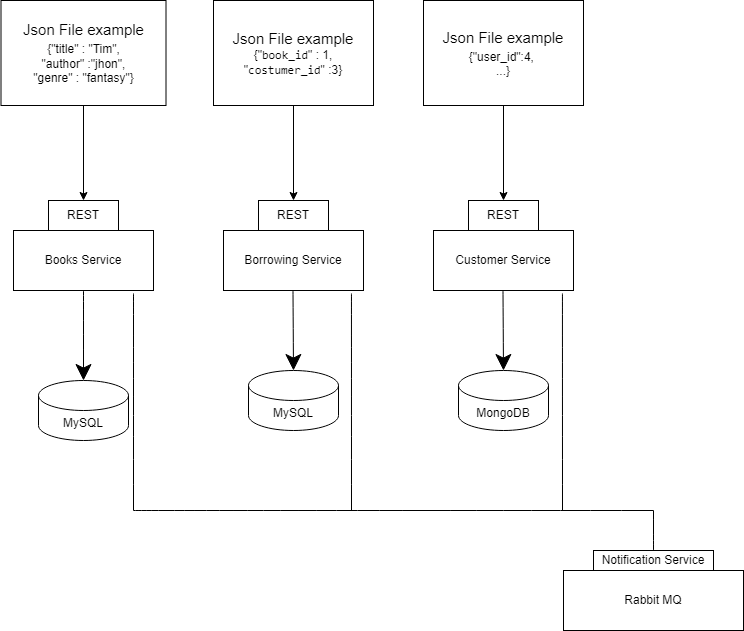 Json File example
{"title" : "Tim",
"author" :"jhon",
"genre" : "fantasy"}
Json File example
{"book_id" : 1,
"costumer_id" :3}
Json File example
{"user_id":4,
...}
REST
Books Service
REST
Borrowing Service
REST
Customer Service
MySQL
MySQL
MongoDB
Notification Service
Rabbit MQ